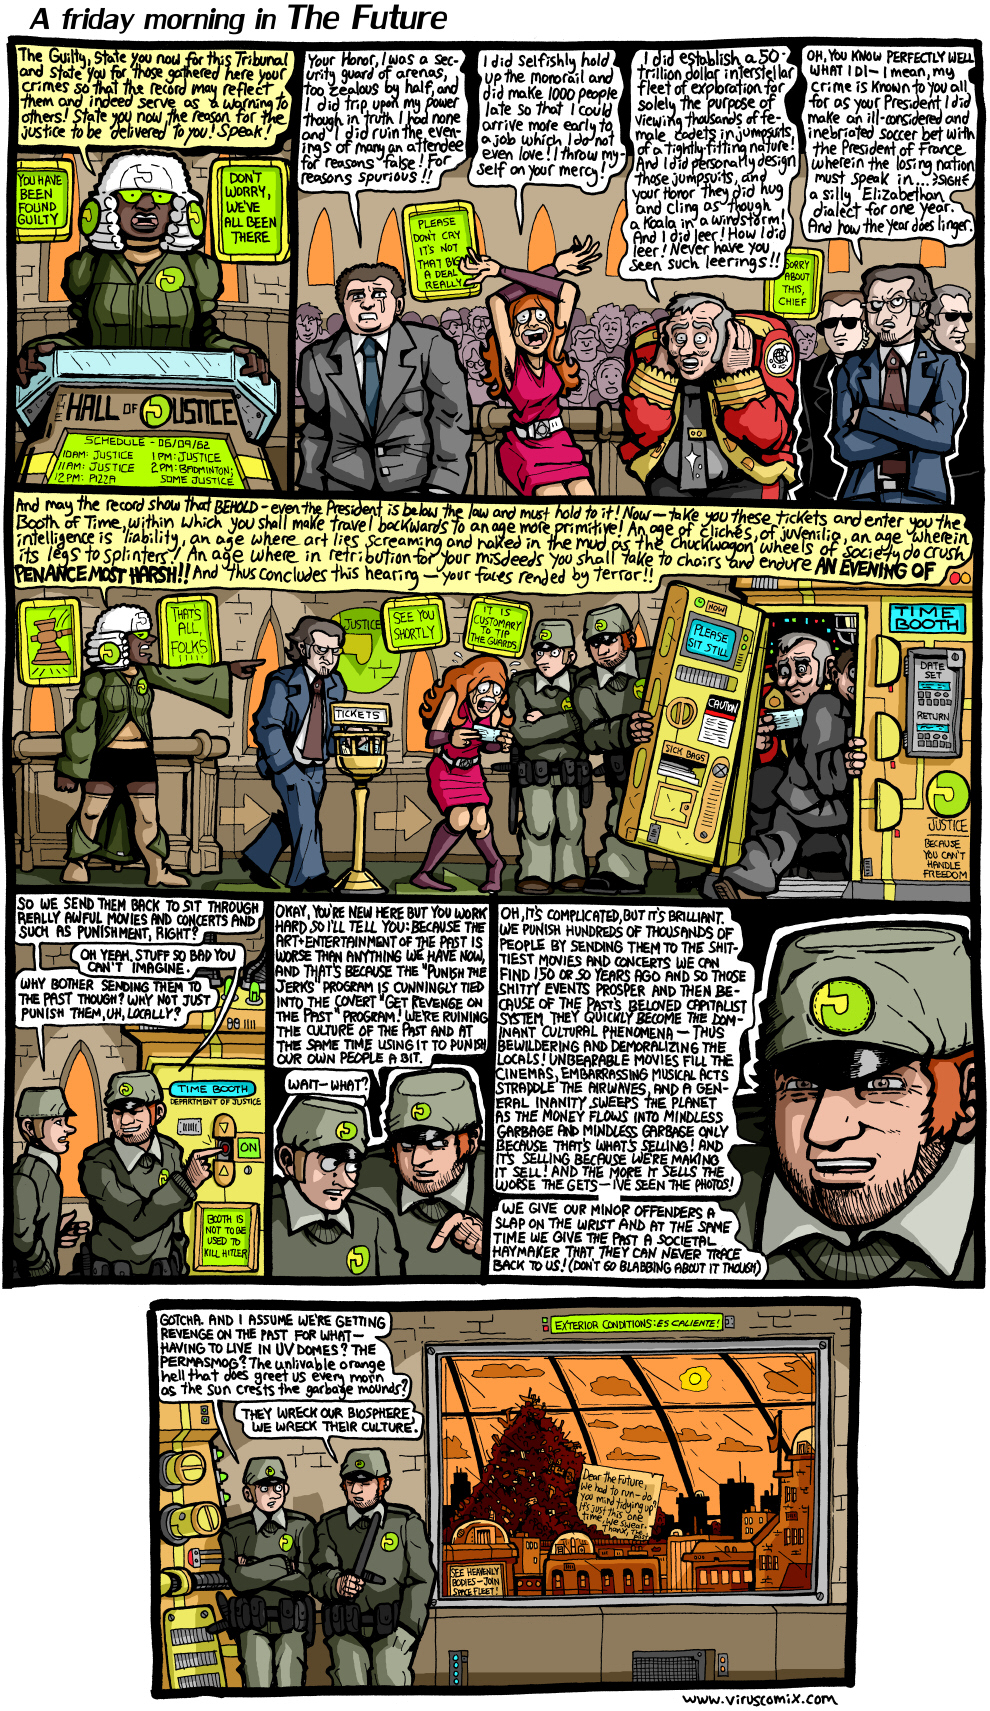 A friday morning in The Future
The Guilty, State you now for this Tribunal
and state you for those gathered here your
crimes so that the record may reflect
them and indeed serve as a warning to
others! State you now the reason for the
justice to be delivered to you! Speak!
YOU HAVE
BEEN
FOUND
GUILTY
DON'T
WORRY,
WE'VE
ALL BEEN
THERE
THE
HALL OF JUSTICE
SCHEDULE - 06/09/62
10AM: JUSTICE
11AM: JUSTICE
12PM: PIZZA
1PM: JUSTICE
2PM: BADMINTON;
SOME JUSTICE
Your Honor, I was a sec-
urity guard of arenas,
too zealous by half, and
I did trip upon my power
though in truth I had none
and I did ruin the even-
ings of many an attendee
for reasons false! For
reasons spurious!!
I did selfishly hold
up the monorail and
did make 1000 people
late so that I could
arrive more early to
a job which I do not
even love! I throw my-
self on your mercy!
I did establish a 50-
trillion dollar interstellar
fleet of exploration for
solely the purpose of
viewing thousands of fe-
male cadets in jumpsuits
of a tightly-fitting nature!
And I did personally design
those jumpsuits, and
your Honor they did hug
and cling as though
a Koala in a windstorm!
And I did leer! How I did
leer! Never have you
seen such leerings!!
OH, YOU KNOW PERFECTLY WELL
WHAT I DI— I mean, my
crime is known to you all
for as your President I did
make an ill-considered and
inebriated soccer bet with
the President of France
wherein the losing nation
must speak in... >SIGH<
a silly Elizabethan
dialect for one year.
And how the year does linger.
PLEASE
DON'T CRY
IT'S NOT
THAT BIG
A DEAL
REALLY
SORRY
ABOUT
THIS,
CHIEF
And may the record show that BEHOLD - even the President is below the law and must hold to it! Now — take you these tickets and enter you the
Booth of Time, within which you shall make travel backwards to an age more primitive! An age of clichés, of juvenilia, an age wherein
intelligence is liability, an age where art lies screaming and naked in the mud as the chuckwagon wheels of society do crush
its legs to splinters! An age where in retribution for your misdeeds you shall take to chairs and endure AN EVENING OF
PENANCE MOST HARSH!! And thus concludes this hearing — your faces rended by terror!!
THAT'S
ALL,
FOLKS
JUSTICE
SEE YOU
SHORTLY
IT IS
CUSTOMARY
TO TIP
THE GUARDS
TICKETS
NOW
PLEASE
SIT STILL
CAUTION
SICK BAGS
TIME
BOOTH
DATE
SET
RETURN
JUSTICE
BECAUSE
YOU CAN'T
HANDLE
FREEDOM
SO WE SEND THEM BACK TO SIT THROUGH
REALLY AWFUL MOVIES AND CONCERTS AND
SUCH AS PUNISHMENT, RIGHT?
OH YEAH. STUFF SO BAD YOU
CAN'T IMAGINE.
WHY BOTHER SENDING THEM TO
THE PAST THOUGH? WHY NOT JUST
PUNISH THEM, UH, LOCALLY?
TIME BOOTH
DEPARTMENT OF JUSTICE
ON
BOOTH IS
NOT TO BE
USED TO
KILL HITLER
OKAY, YOU'RE NEW HERE BUT YOU WORK
HARD, SO I'LL TELL YOU: BECAUSE THE
ART+ENTERTAINMENT OF THE PAST IS
WORSE THAN ANYTHING WE HAVE NOW,
AND THAT'S BECAUSE THE "PUNISH THE
JERKS" PROGRAM IS CUNNINGLY TIED
INTO THE COVERT "GET REVENGE ON
THE PAST" PROGRAM! WE'RE RUINING
THE CULTURE OF THE PAST AND AT
THE SAME TIME USING IT TO PUNISH
OUR OWN PEOPLE A BIT.
WAIT—WHAT?
OH, IT'S COMPLICATED, BUT IT'S BRILLIANT.
WE PUNISH HUNDREDS OF THOUSANDS OF
PEOPLE BY SENDING THEM TO THE SHIT-
TIEST MOVIES AND CONCERTS WE CAN
FIND 150 OR SO YEARS AGO AND SO THOSE
SHITTY EVENTS PROSPER AND THEN BE-
CAUSE OF THE PAST'S BELOVED CAPITALIST
SYSTEM THEY QUICKLY BECOME THE DOM-
INANT CULTURAL PHENOMENA — THUS
BEWILDERING AND DEMORALIZING THE
LOCALS! UNBEARABLE MOVIES FILL THE
CINEMAS, EMBARRASSING MUSICAL ACTS
STRADDLE THE AIRWAVES, AND A GEN-
ERAL INANITY SWEEPS THE PLANET
AS THE MONEY FLOWS INTO MINDLESS
GARBAGE AND MINDLESS GARBAGE ONLY
BECAUSE THAT'S WHAT'S SELLING! AND
IT'S SELLING BECAUSE WE'RE MAKING
IT SELL! AND THE MORE IT SELLS THE
WORSE THE GETS — I'VE SEEN THE PHOTOS!
WE GIVE OUR MINOR OFFENDERS A
SLAP ON THE WRIST AND AT THE SAME
TIME WE GIVE THE PAST A SOCIETAL
HAYMAKER THAT THEY CAN NEVER TRACE
BACK TO US! (DON'T GO BLABBING ABOUT IT THOUGH)
GOTCHA. AND I ASSUME WE'RE GETTING
REVENGE ON THE PAST FOR WHAT—
HAVING TO LIVE IN UV DOMES? THE
PERMASMOG? The unlivable orange
hell that does greet us every morn
as the Sun crests the garbage mounds?
THEY WRECK OUR BIOSPHERE,
WE WRECK THEIR CULTURE.
EXTERIOR CONDITIONS: ES CALIENTE!
Dear The Future,
We had to run - do
you mind tidying up?
It's just this one
time, we swear.
Thanx, The
Past
SEE HEAVENLY
BODIES — JOIN
SPACE FLEET!
www.viruscomix.com